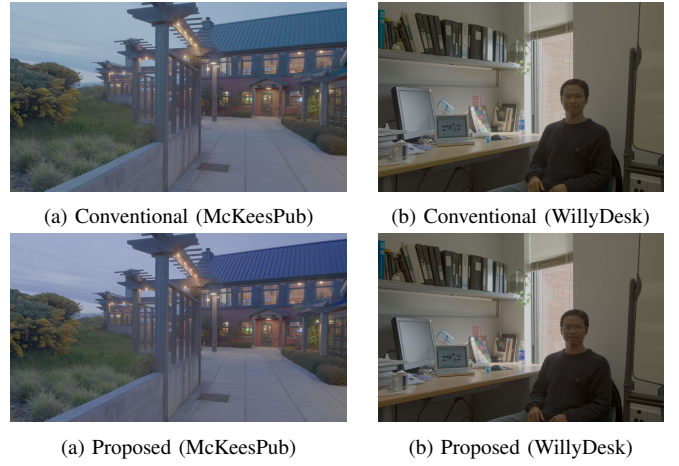 (a) Conventional (McKeesPub)
(b) Conventional (WillyDesk)
(a) Proposed (McKeesPub)
(b) Proposed (WillyDesk)